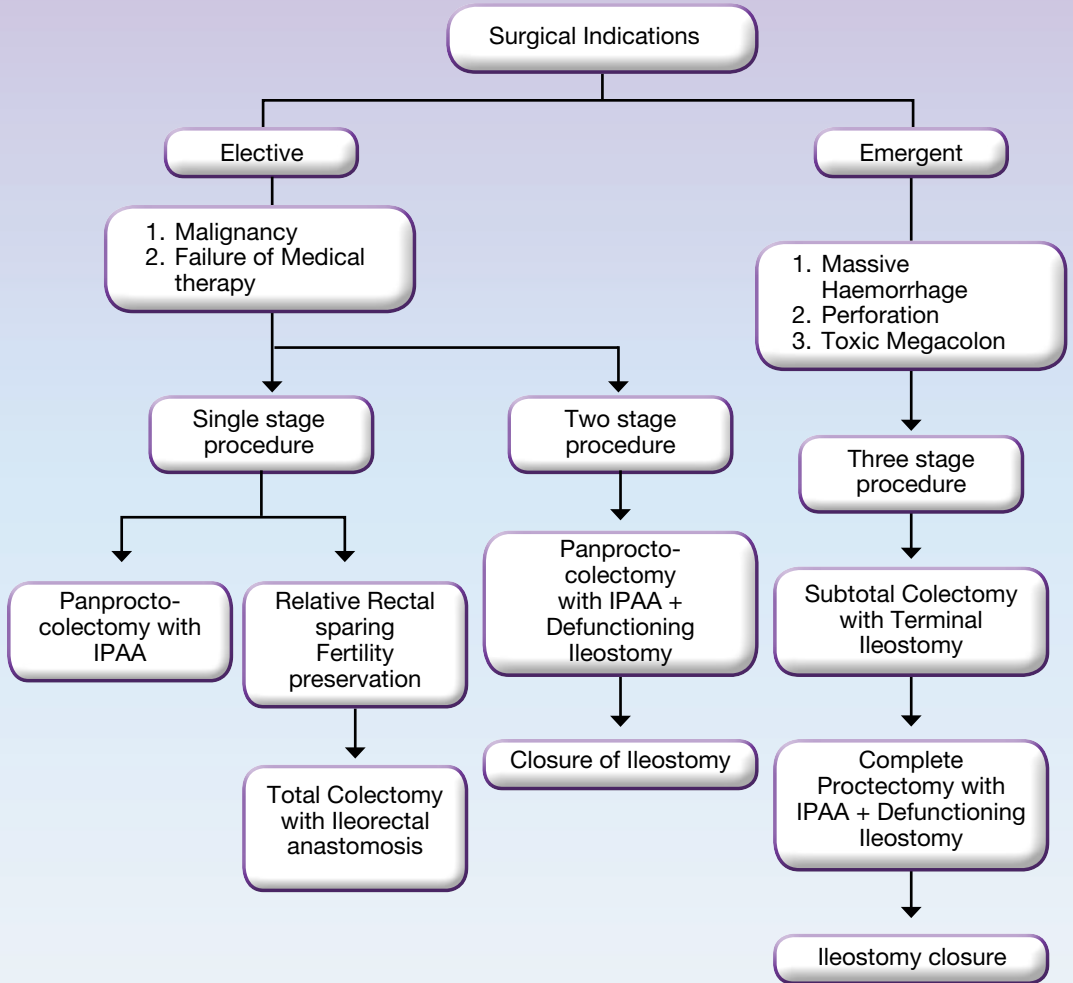 Surgical Indications
Elective
Emergent
1. Malignancy
2. Failure of Medical
therapy
1. Massive
Haemorrhage
2. Perforation
3. Toxic Megacolon
Single stage
procedure
Two stage
procedure
Three stage
procedure
Panprocto-
colectomy with
IPAA
Relative Rectal
sparing
Fertility
preservation
Panprocto-
colectomy
with IPAA +
Defunctioning
Ileostomy
Subtotal Colectomy
with Terminal
Ileostomy
Total Colectomy
with Ileorectal
anastomosis
Closure of Ileostomy
Complete
Proctectomy with
IPAA + Defunctioning
Ileostomy
Ileostomy closure